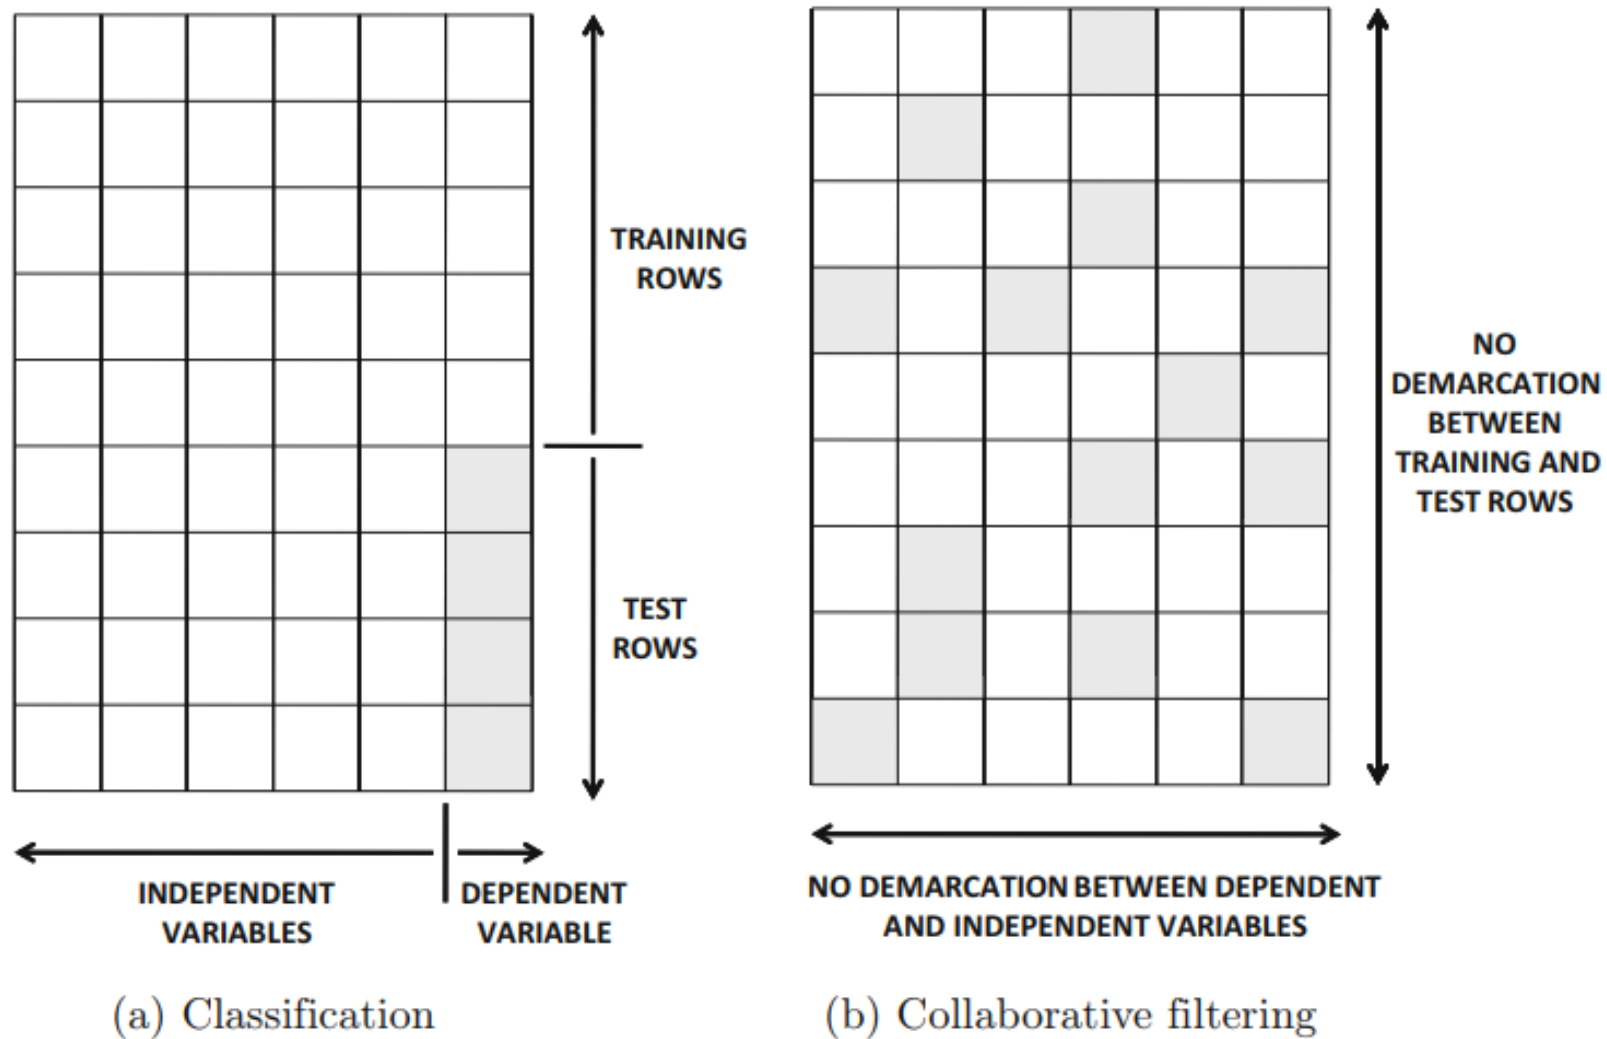 TRAINING
ROWS
TEST
ROWS
INDEPENDENT
VARIABLES
DEPENDENT
VARIABLE
(a) Classification
NO
DEMARCATION
BETWEEN
TRAINING AND
TEST ROWS
NO DEMARCATION BETWEEN DEPENDENT
AND INDEPENDENT VARIABLES
(b) Collaborative filtering